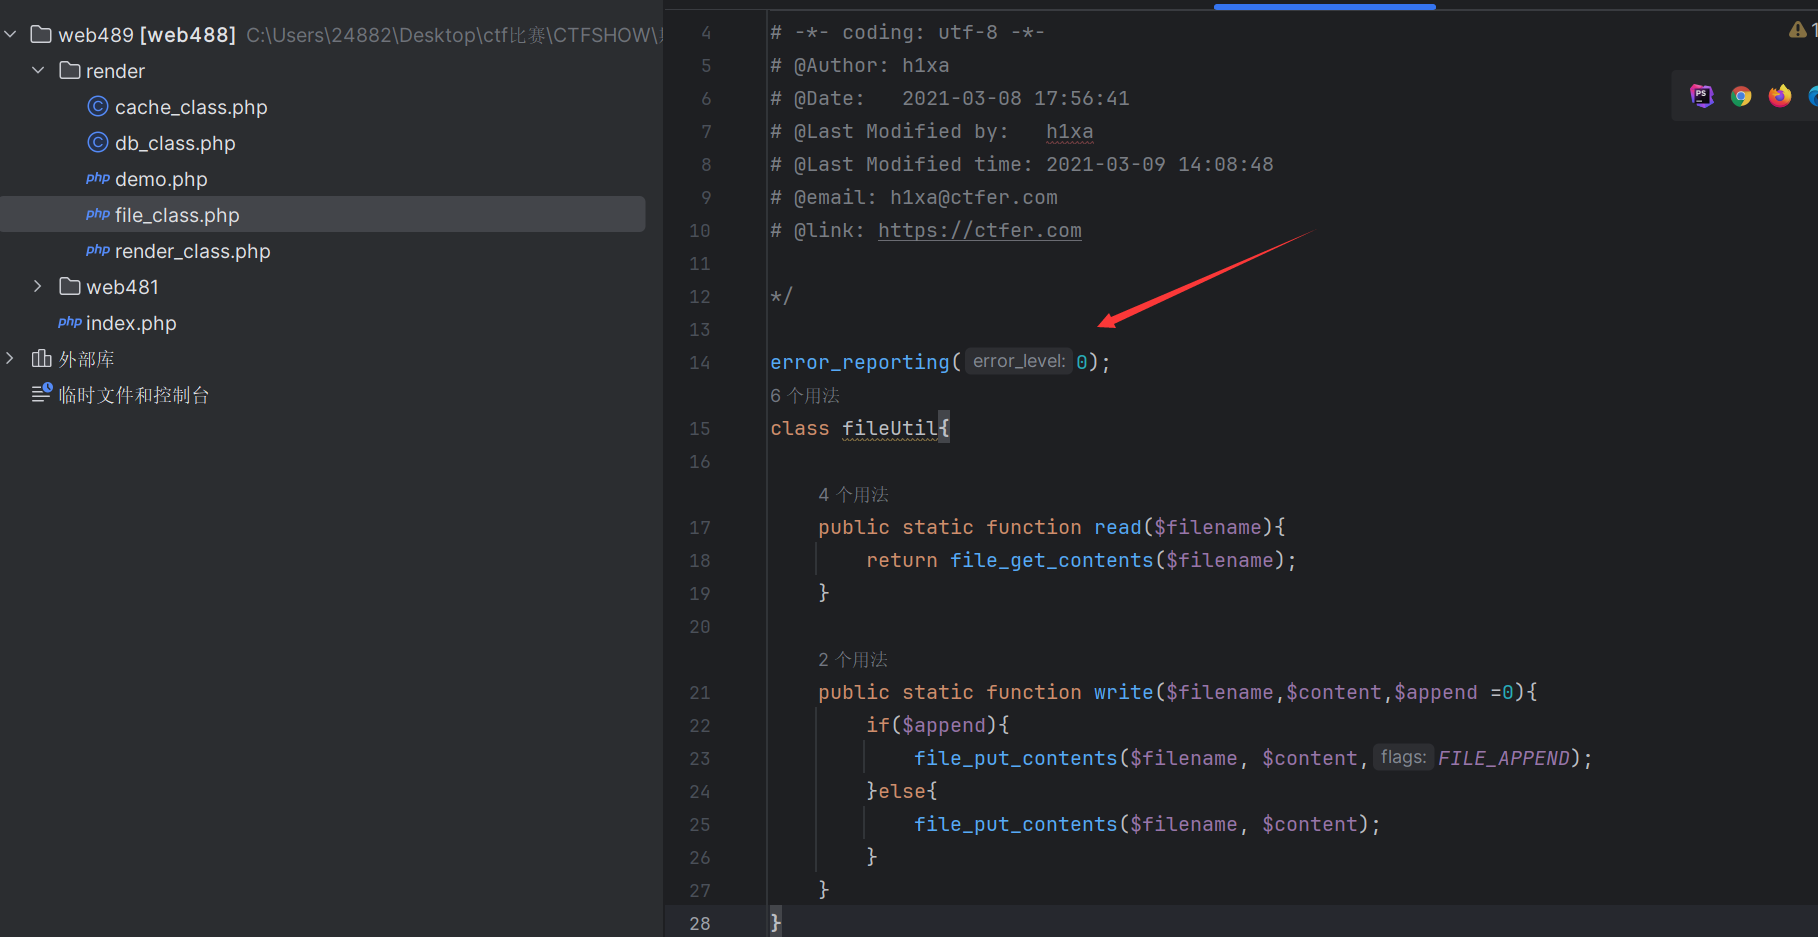 web489 [web488] C:\Users\24882\Desktop\ctf比赛\CTFSHOW\
render
cache_class.php
db_class.php
php demo.php
php file_class.php
php render_class.php
web481
php index.php
外部库
临时文件和控制台
4 # -*- coding: utf-8 -*-
5 # @Author: h1xa
6 # @Date:   2021-03-08 17:56:41
7 # @Last Modified by:   h1xa
8 # @Last Modified time: 2021-03-09 14:08:48
9 # @email: h1xa@ctfer.com
10 # @link: https://ctfer.com
11
12 */
13
14 error_reporting( error_level: 0);
6 个用法
15 class fileUtil{
16
4 个用法
17 public static function read($filename){
18 return file_get_contents($filename);
19 }
20
2 个用法
21 public static function write($filename,$content,$append =0){
22 if($append){
23 file_put_contents($filename, $content, flags: FILE_APPEND);
24 }else{
25 file_put_contents($filename, $content);
26 }
27 }
28 }
1
PS